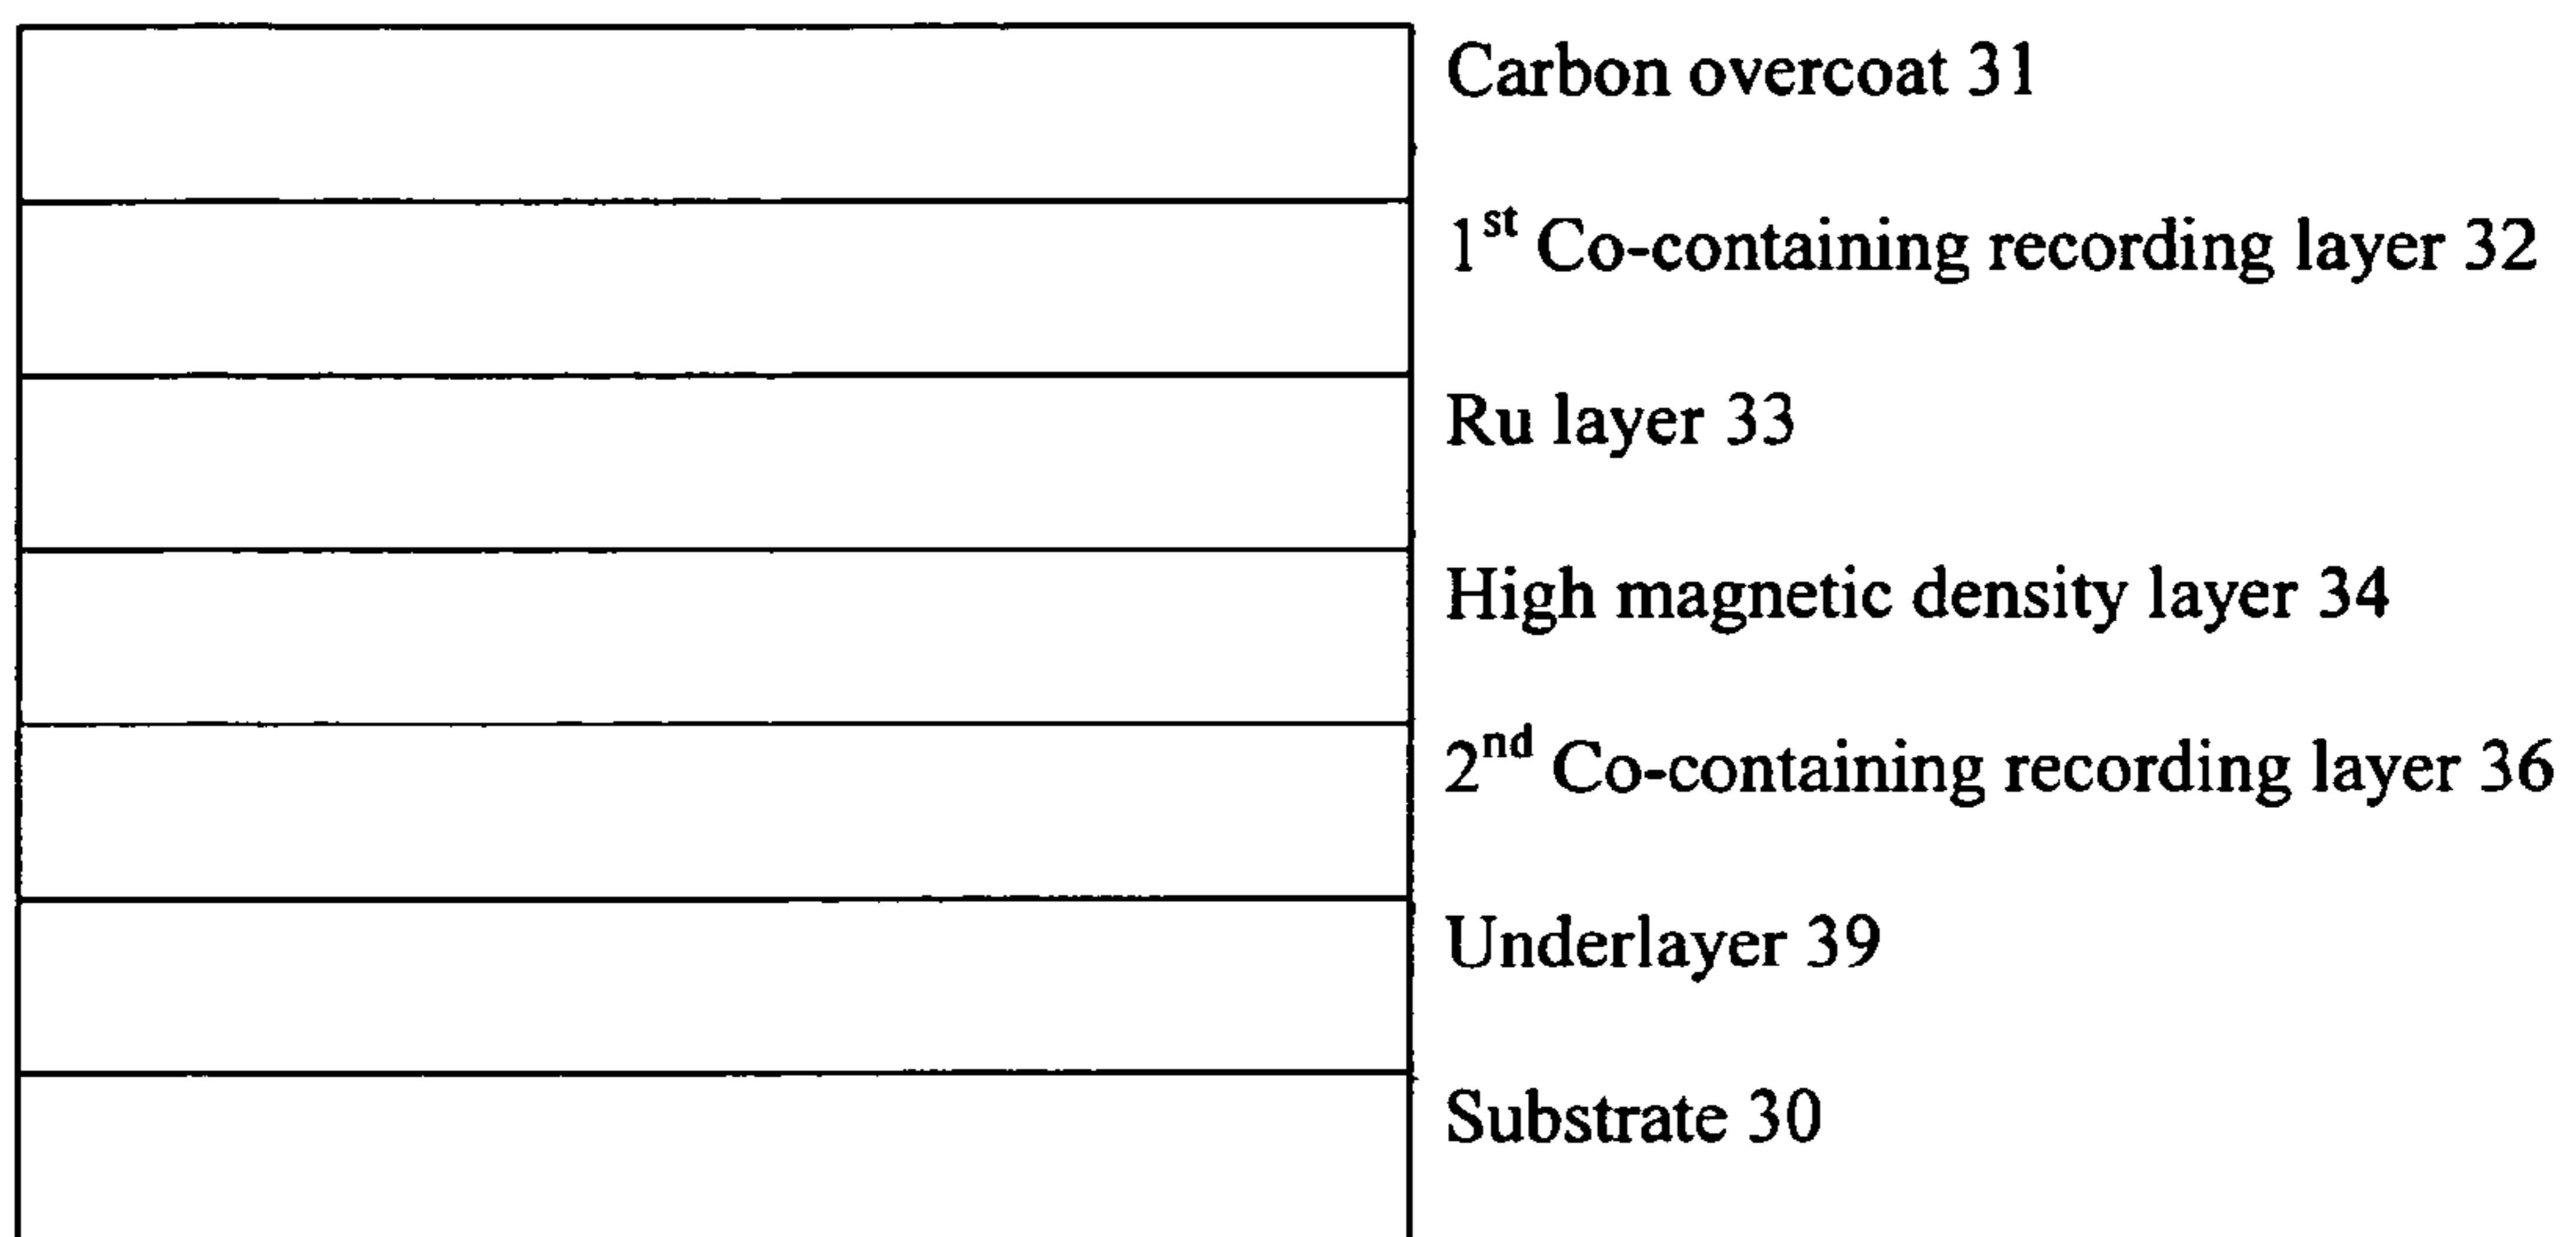 Carbon overcoat 31
1st Co-containing recording layer 32
Ru layer 33
High magnetic density layer 34
2nd Co-containing recording layer 36
Underlayer 39
Substrate 30